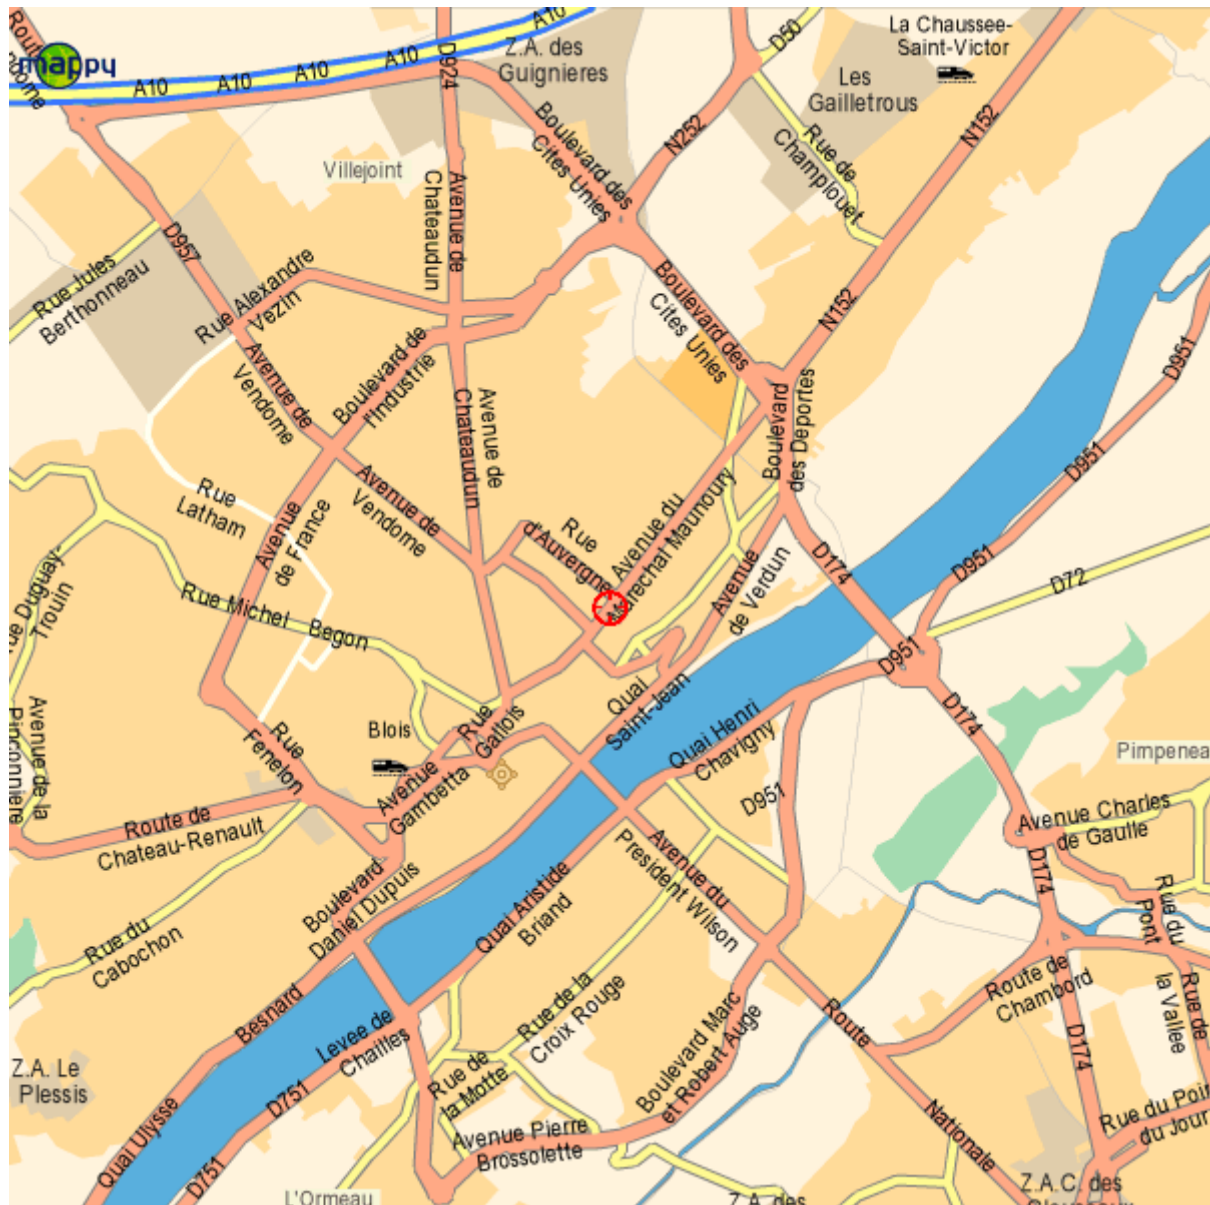 Route
mappy
A10
A10
A10
A10
A10
D924
Z.A. des
Guignieres
D50
La Chaussee-
Saint-Victor
Les
Gailletrous
Boulevard des
Cites Unies
N252
Rue de
Champlouet
N152
Villejoint
Avenue de
Chateaudun
D957
Rue Jules
Berthonneau
Rue Alexandre
Vezin
Boulevard des
Cites Unies
N152
D951
Avenue de
Vendome
Boulevard de
l'Industrie
Avenue de
Chateaudun
Boulevard
des Deportes
D951
Rue
Latham
Avenue
de France
Avenue de
Vendome
Rue
d'Auvergne
Avenue du
Marechal Maunoury
Avenue
de Verdun
D174
D951
D72
Trouin
Rue Michel Begon
D951
Quai
Saint-Jean
Avenue de la
Pinconniere
Rue
Fenelon
Blois
Rue
Gallois
Quai Henri
Chavigny
D174
Pimpenea
Avenue
Gambetta
D951
Route de
Chateau-Renault
Avenue Charles
de Gaulle
Avenue du
President Wilson
D174
Boulevard
Daniel Dupuis
Quai Aristide
Briand
Rue du
Cabochon
Rue du
Pont
Route de
Chambord
Rue de
la Vallee
Besnard
Levee de
Chailles
Rue de la
Croix Rouge
Boulevard Marc
et Robert Auge
Route
D174
Z.A. Le
Plessis
D751
Rue de
la Motte
Quai Ulysse
Avenue Pierre
Brossolette
Nationale
Rue du Poin
du Jour
D751
L'Ormeau
Z.A. des
Z.A.C. des